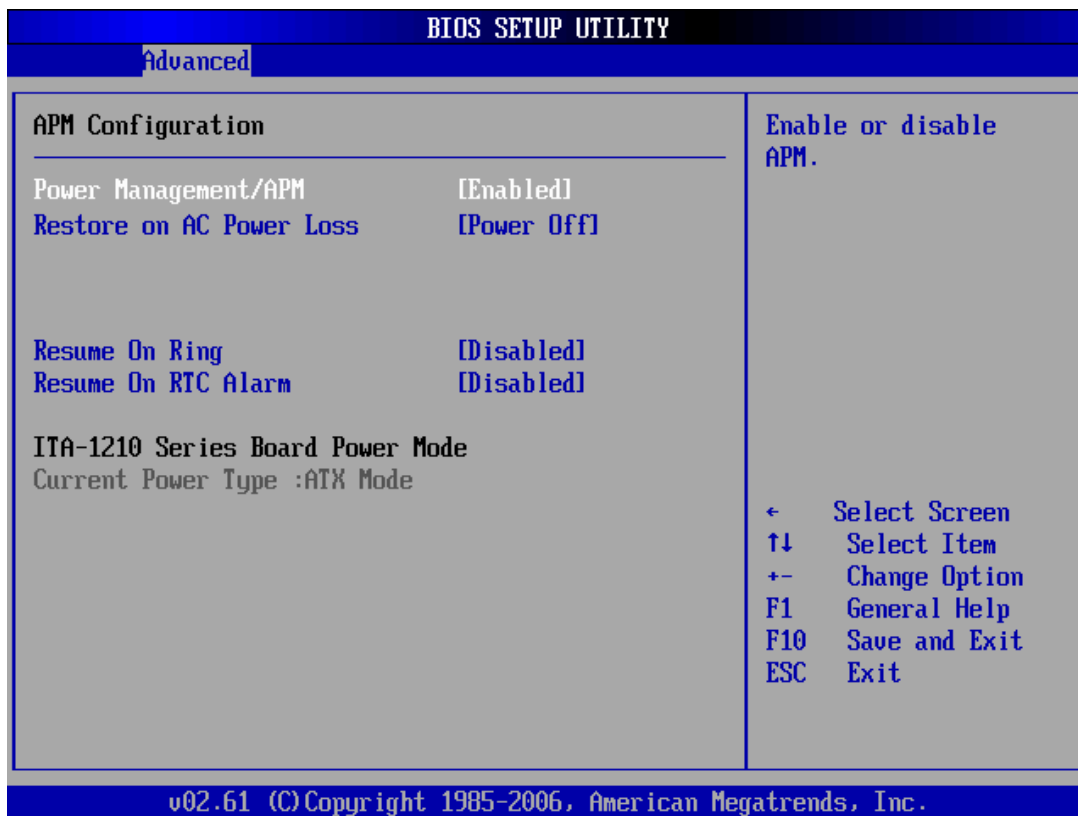 BIOS SETUP UTILITY
Advanced
APM Configuration
Power Management/APM [Enabled]
Restore on AC Power Loss [Power Off]
Resume On Ring [Disabled]
Resume On RTC Alarm [Disabled]
ITA-1210 Series Board Power Mode
Current Power Type :ATX Mode
Enable or disable
APM.
← Select Screen
↑↓ Select Item
+- Change Option
F1 General Help
F10 Save and Exit
ESC Exit
v02.61 (C)Copyright 1985-2006, American Megatrends, Inc.